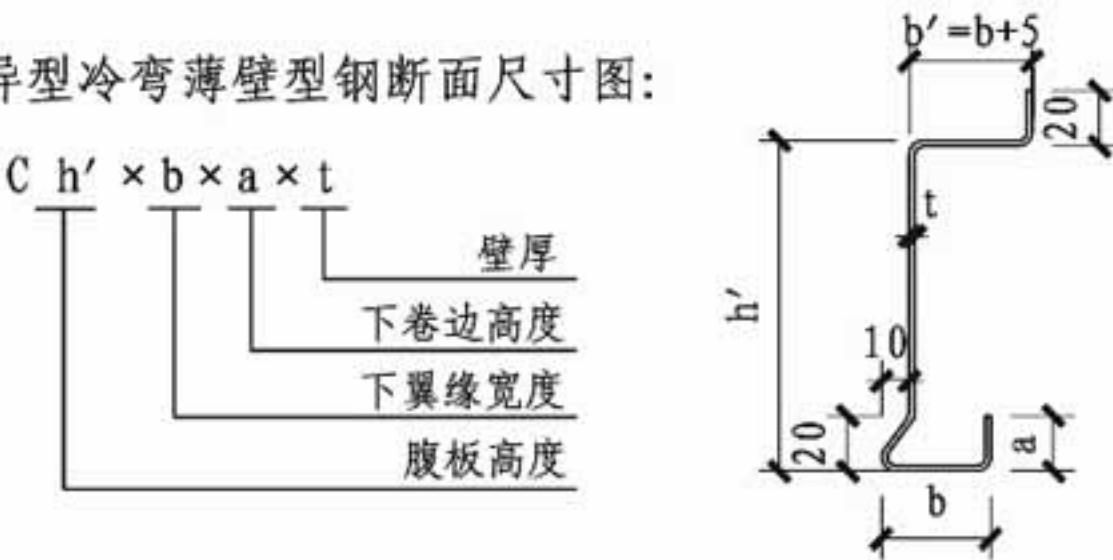 异型冷弯薄壁型钢断面尺寸图:
C h′ × b × a × t
壁厚
下卷边高度
下翼缘宽度
腹板高度
b′=b+5
20
t
h′
10
20
a
b